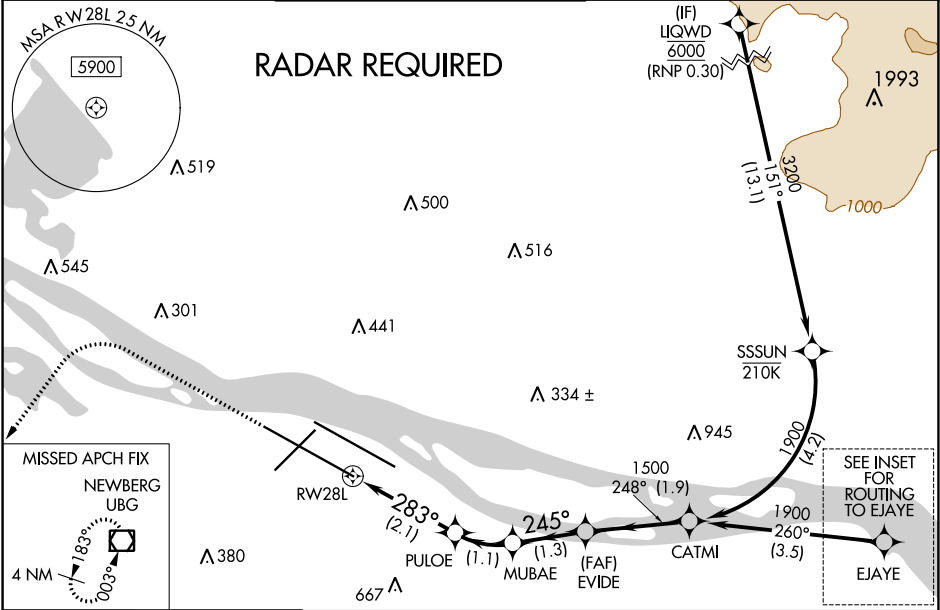 MSA RW28L 25 NM
5900
RADAR REQUIRED
(IF)
LIQWD
6000
(RNP 0.30)
1993
519
500
516
3200
151°
(13.1)
1000
545
301
441
SSSUN
210K
334 ±
945
1900
(4.2)
MISSED APCH FIX
NEWBERG
UBG
183°
003°
4 NM
RW28L
283°
(2.1)
1500
248° (1.9)
245°
SEE INSET
FOR
ROUTING
TO EJAYE
1900
260°
(3.5)
380
PULOE
(1.1)
MUBAE
(1.3)
(FAF)
EVIDE
CATMI
EJAYE
667